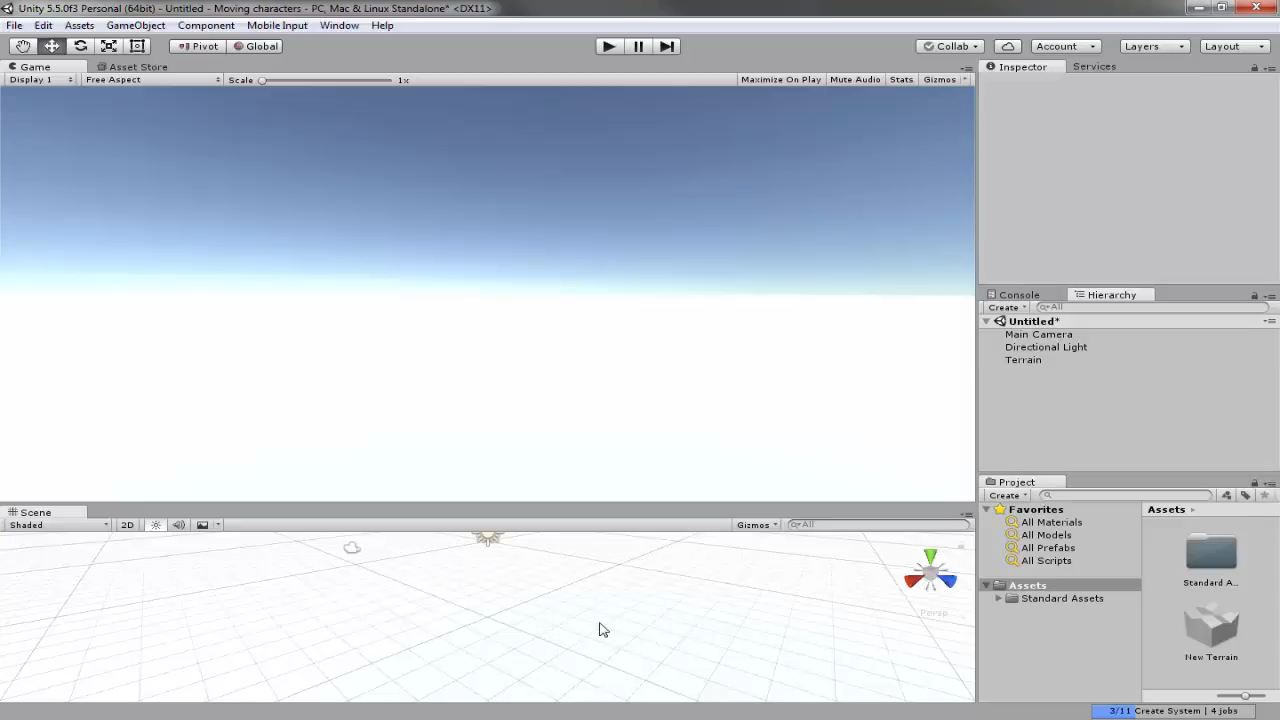 Unity 5.5.0f3 Personal (64bit) - Untitled - Moving characters - PC, Mac & Linux Standalone* <DX11>
File Edit Assets GameObject Component Mobile Input Window Help
Pivot Global Collab Account Layers Layout
Game Asset Store
Display 1 Free Aspect Scale 1x Maximize On Play Mute Audio Stats Gizmos
Inspector Services
Console Hierarchy
Create All
Untitled*
Main Camera
Directional Light
Terrain
Project
Create
Favorites
All Materials
All Models
All Prefabs
All Scripts
Assets
Standard Assets
Assets
Standard A...
New Terrain
Scene
Shaded 2D Gizmos All
Persp
3/11 Create System | 4 jobs